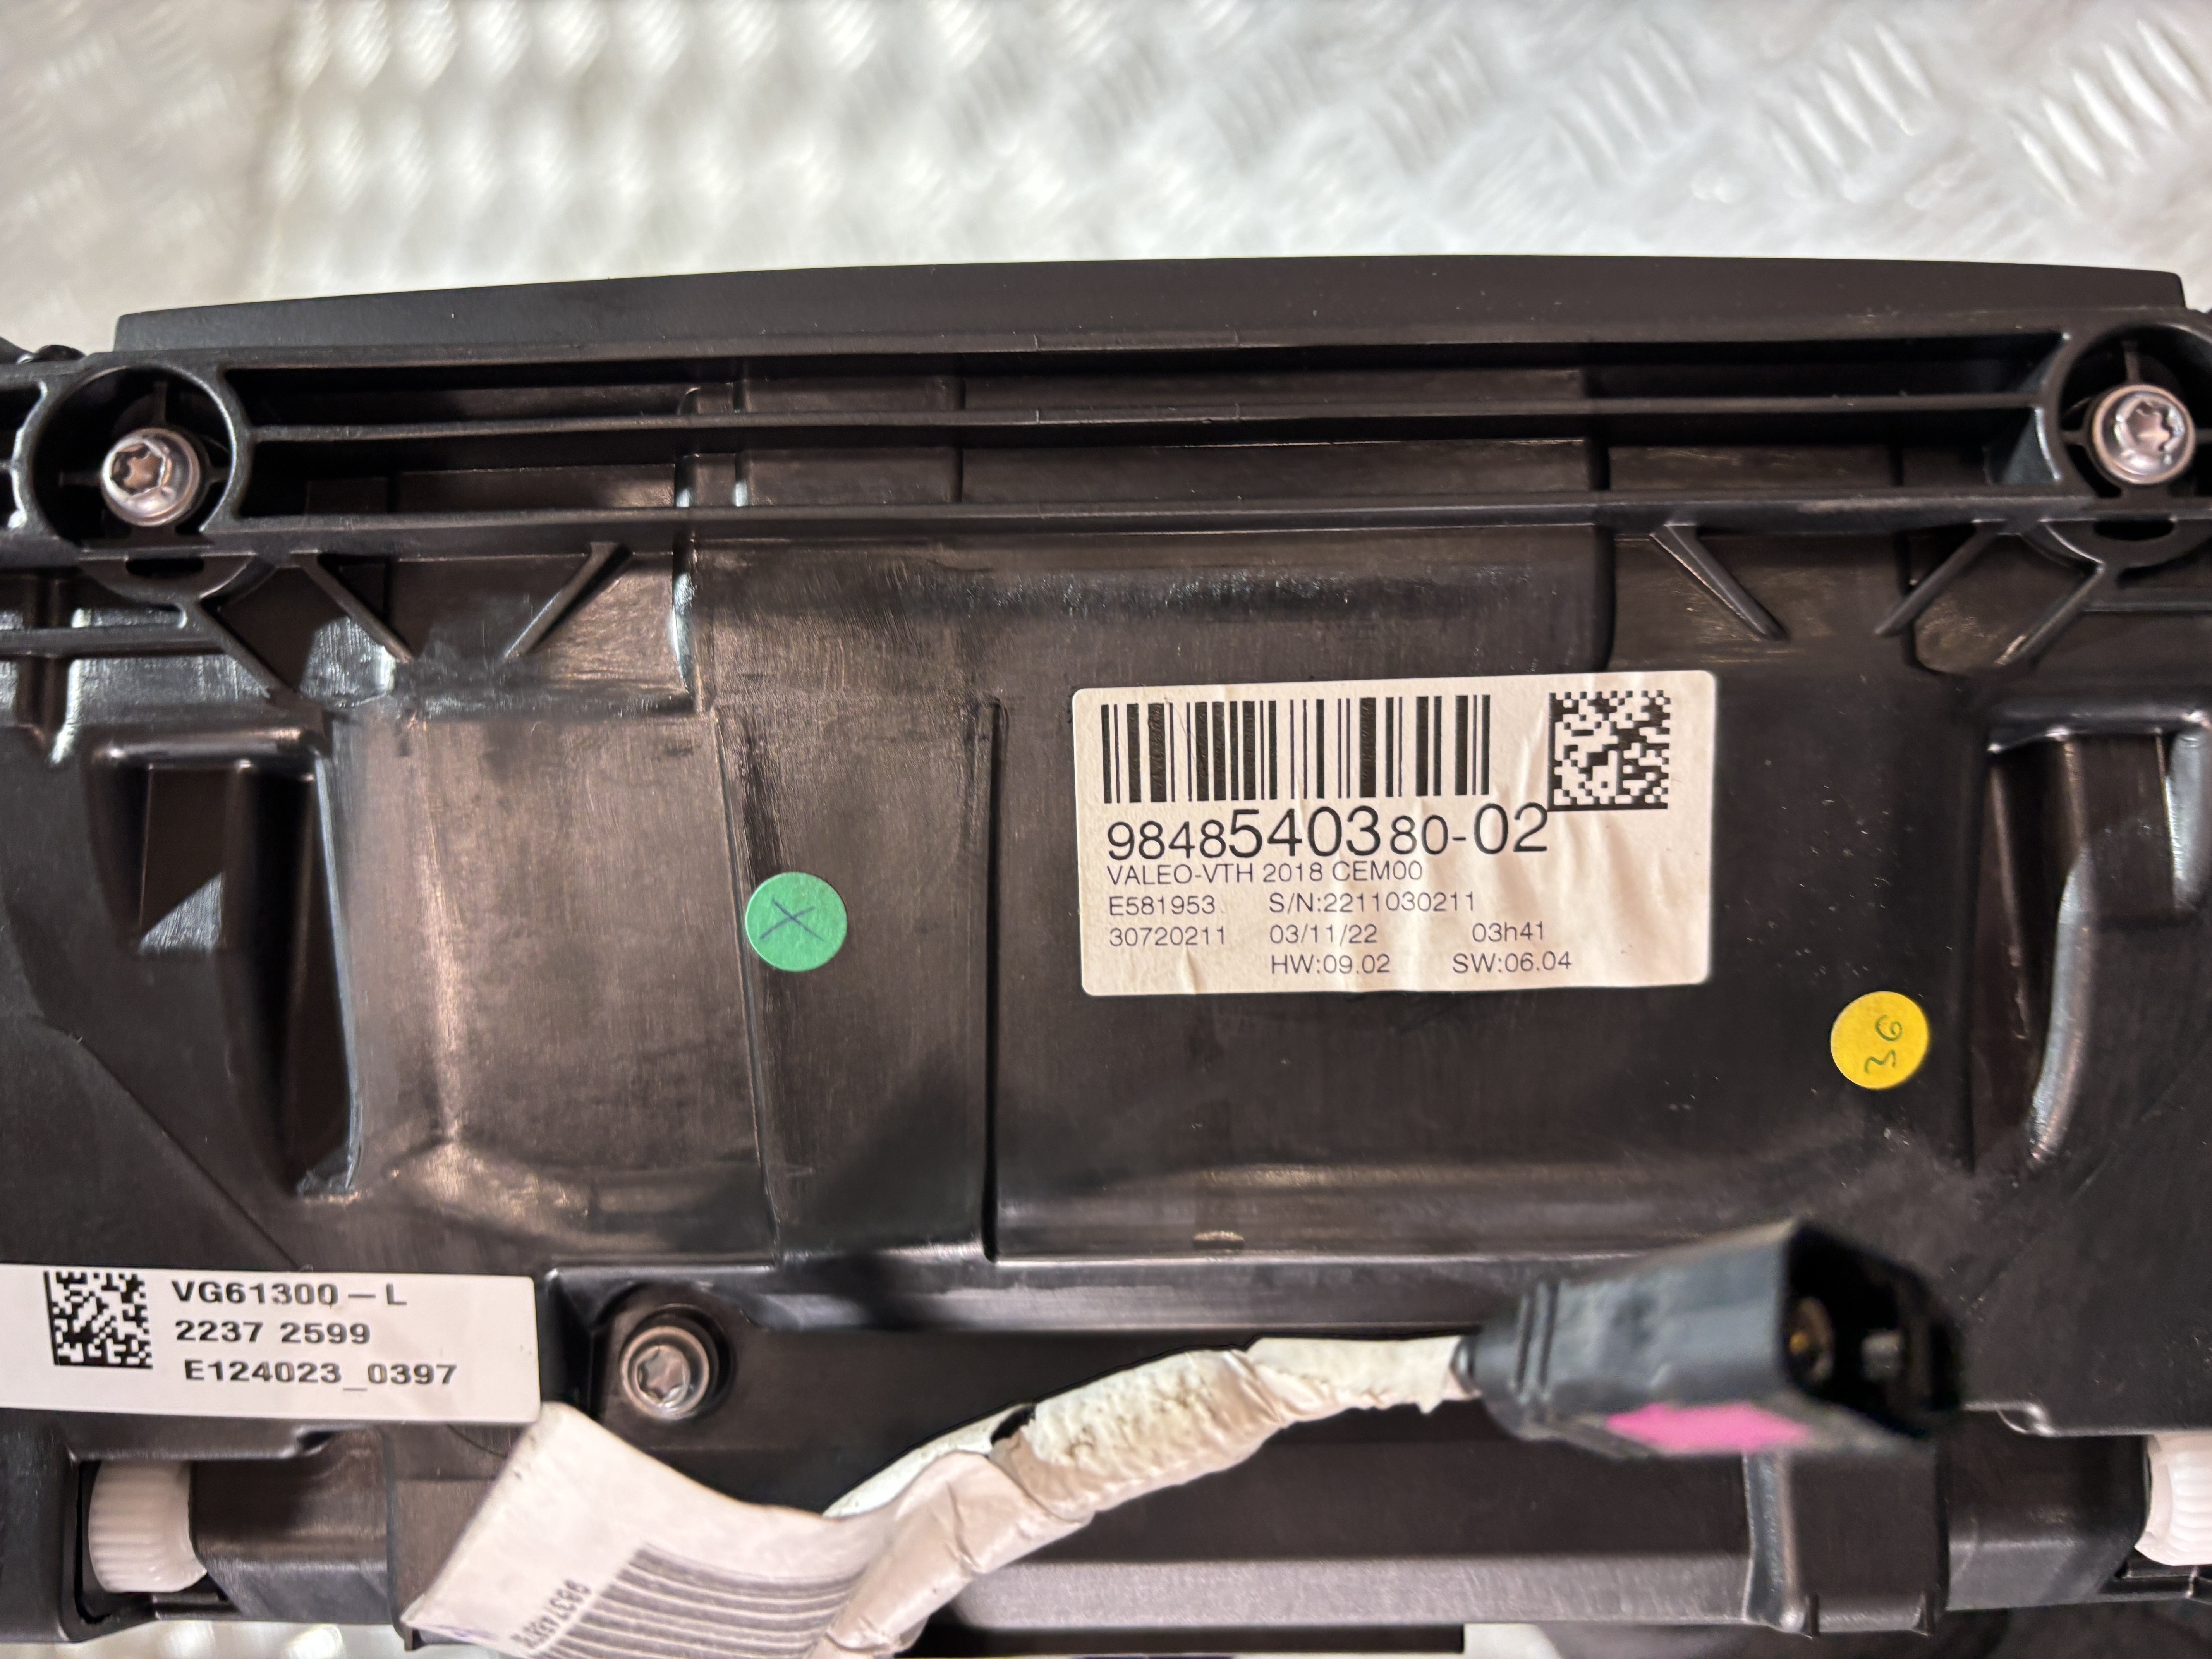 9848540380-02
VALEO-VTH 2018 CEM00
E581953 S/N:2211030211
30720211 03/11/22 03h41
HW:09.02 SW:06.04
36
VG61300-L
2237 2599
E124023_0397